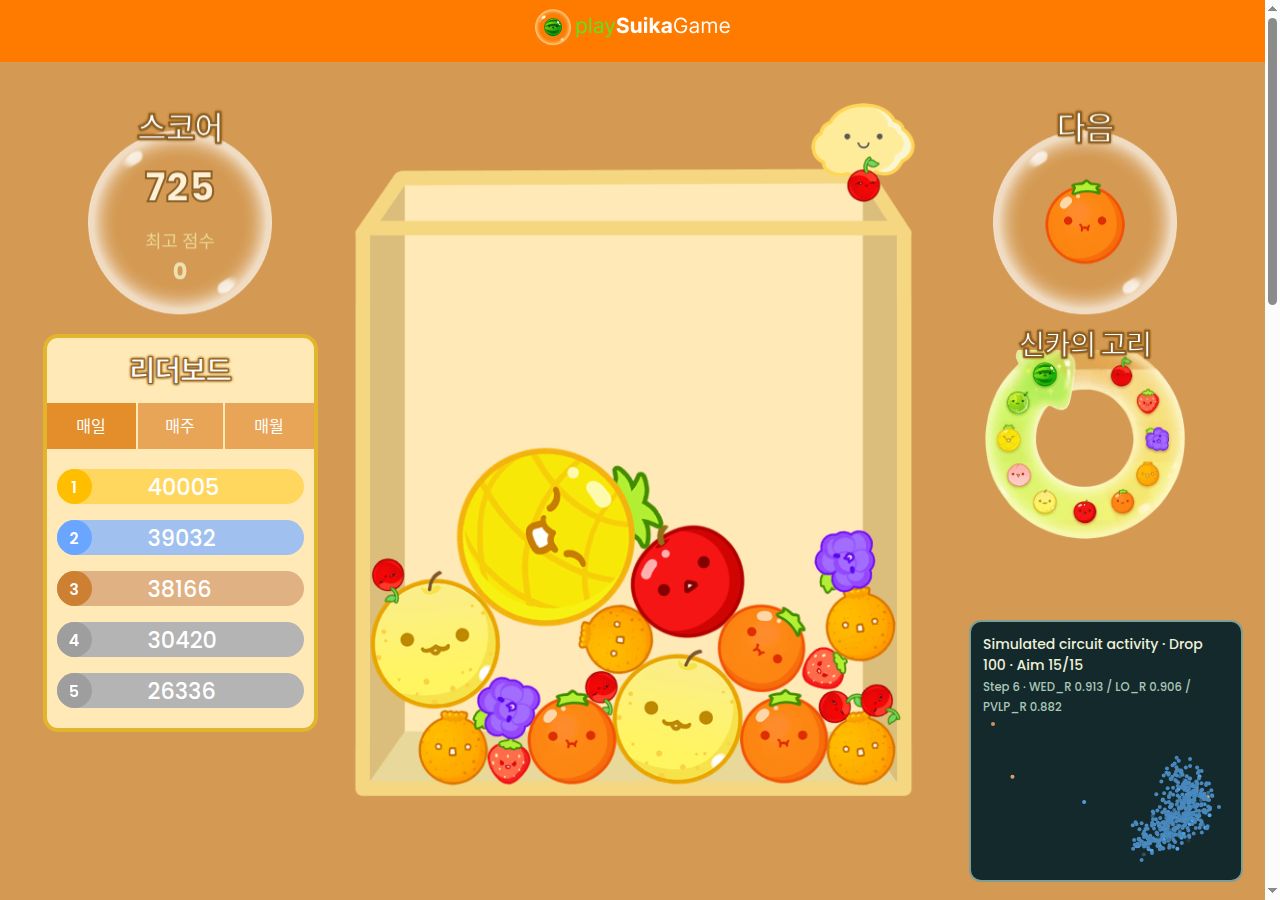 playSuikaGame
스코어
725
최고 점수
0
리더보드
매일 매주 매월
1 40005
2 39032
3 38166
4 30420
5 26336
다음
신카의 고리
Simulated circuit activity · Drop
100 · Aim 15/15
Step 6 · WED_R 0.913 / LO_R 0.906 /
PVLP_R 0.882